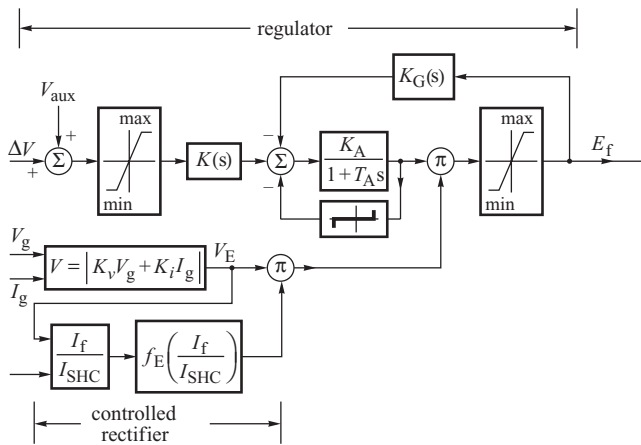 regulator
V_aux
K_G(s)
+
ΔV
+
Σ
max
min
K(s)
−
Σ
−
K_A
1 + T_A s
π
max
min
E_f
V_g
I_g
V = |K_v V_g + K_i I_g|
V_E
π
I_f
I_SHC
f_E(I_f
I_SHC)
controlled
rectifier